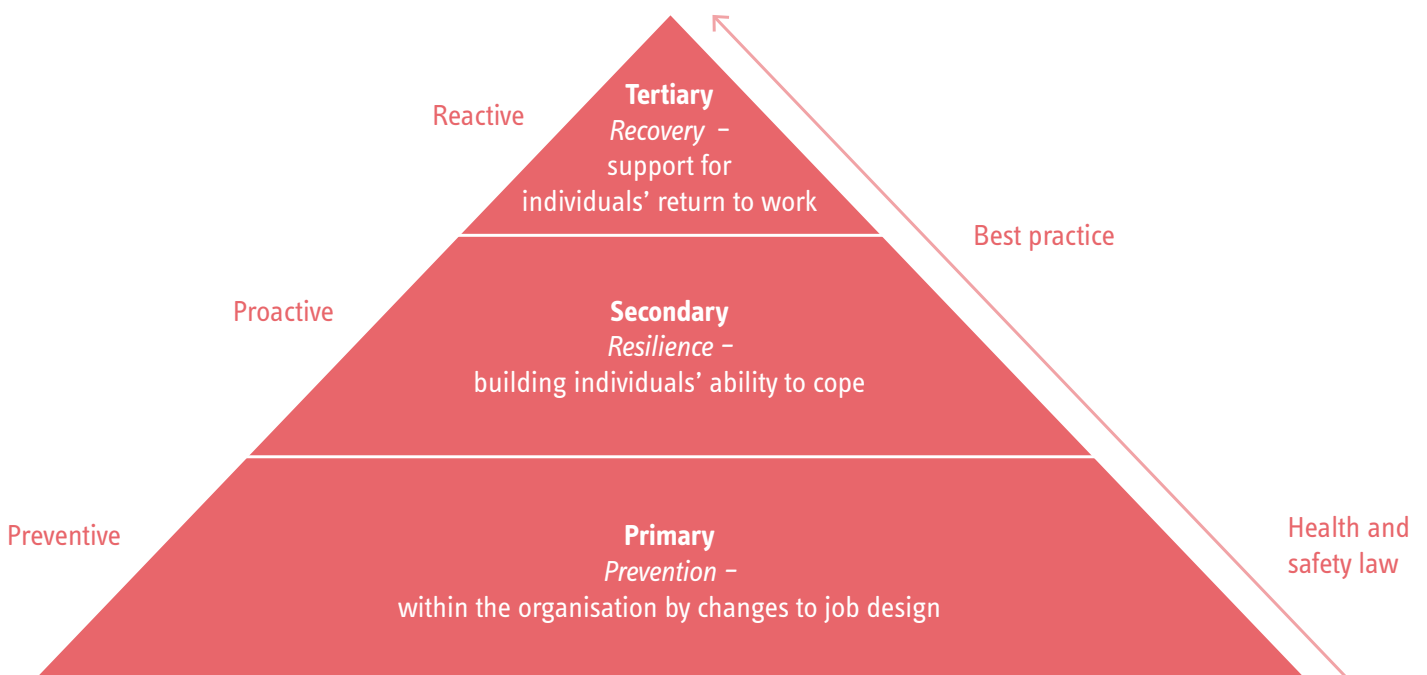 Reactive
Tertiary
Recovery –
support for
individuals’ return to work
Best practice
Proactive
Secondary
Resilience –
building individuals’ ability to cope
Preventive
Primary
Prevention –
within the organisation by changes to job design
Health and
safety law